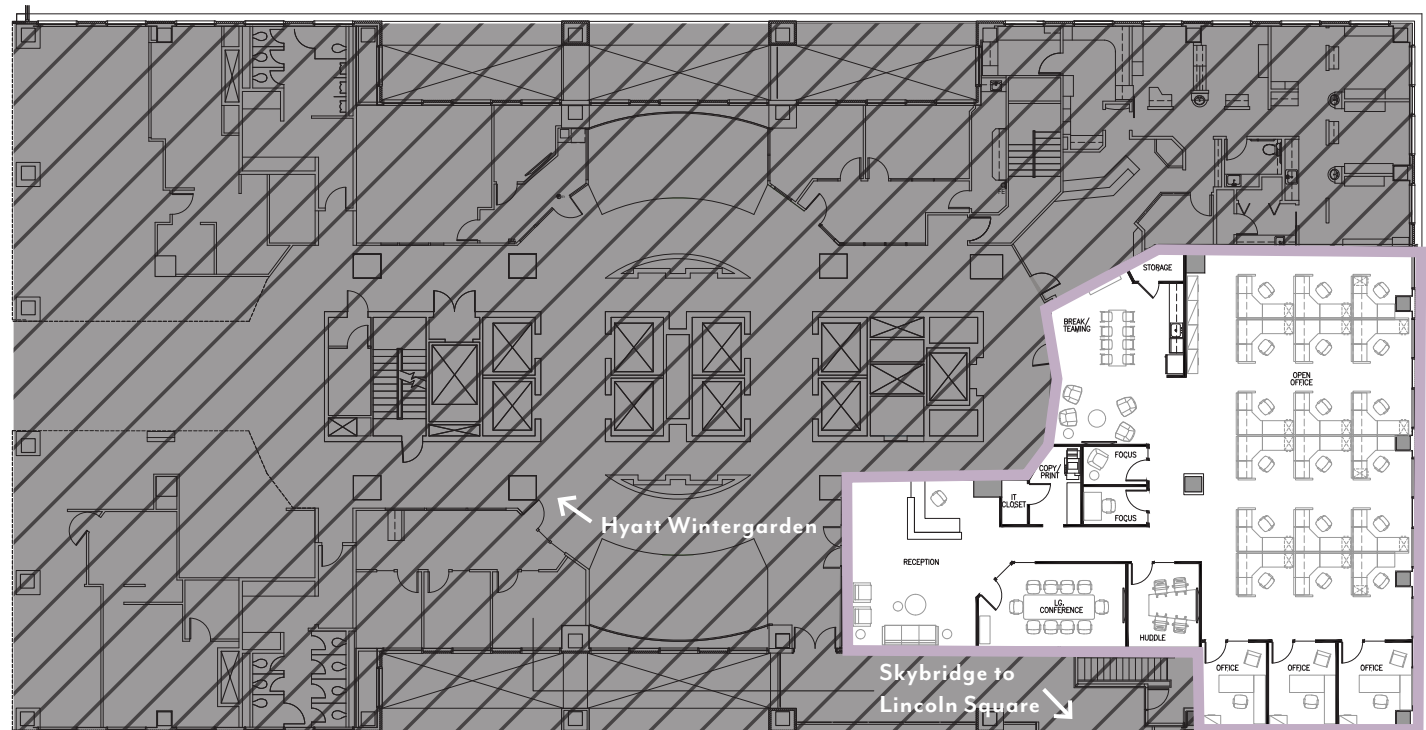 STORAGE
BREAK/
TEAMING
OPEN
OFFICE
COPY/
PRINT
FOCUS
IT
CLOSET
FOCUS
Hyatt Wintergarden
RECEPTION
LG.
CONFERENCE
HUDDLE
OFFICE
OFFICE
OFFICE
Skybridge to
Lincoln Square